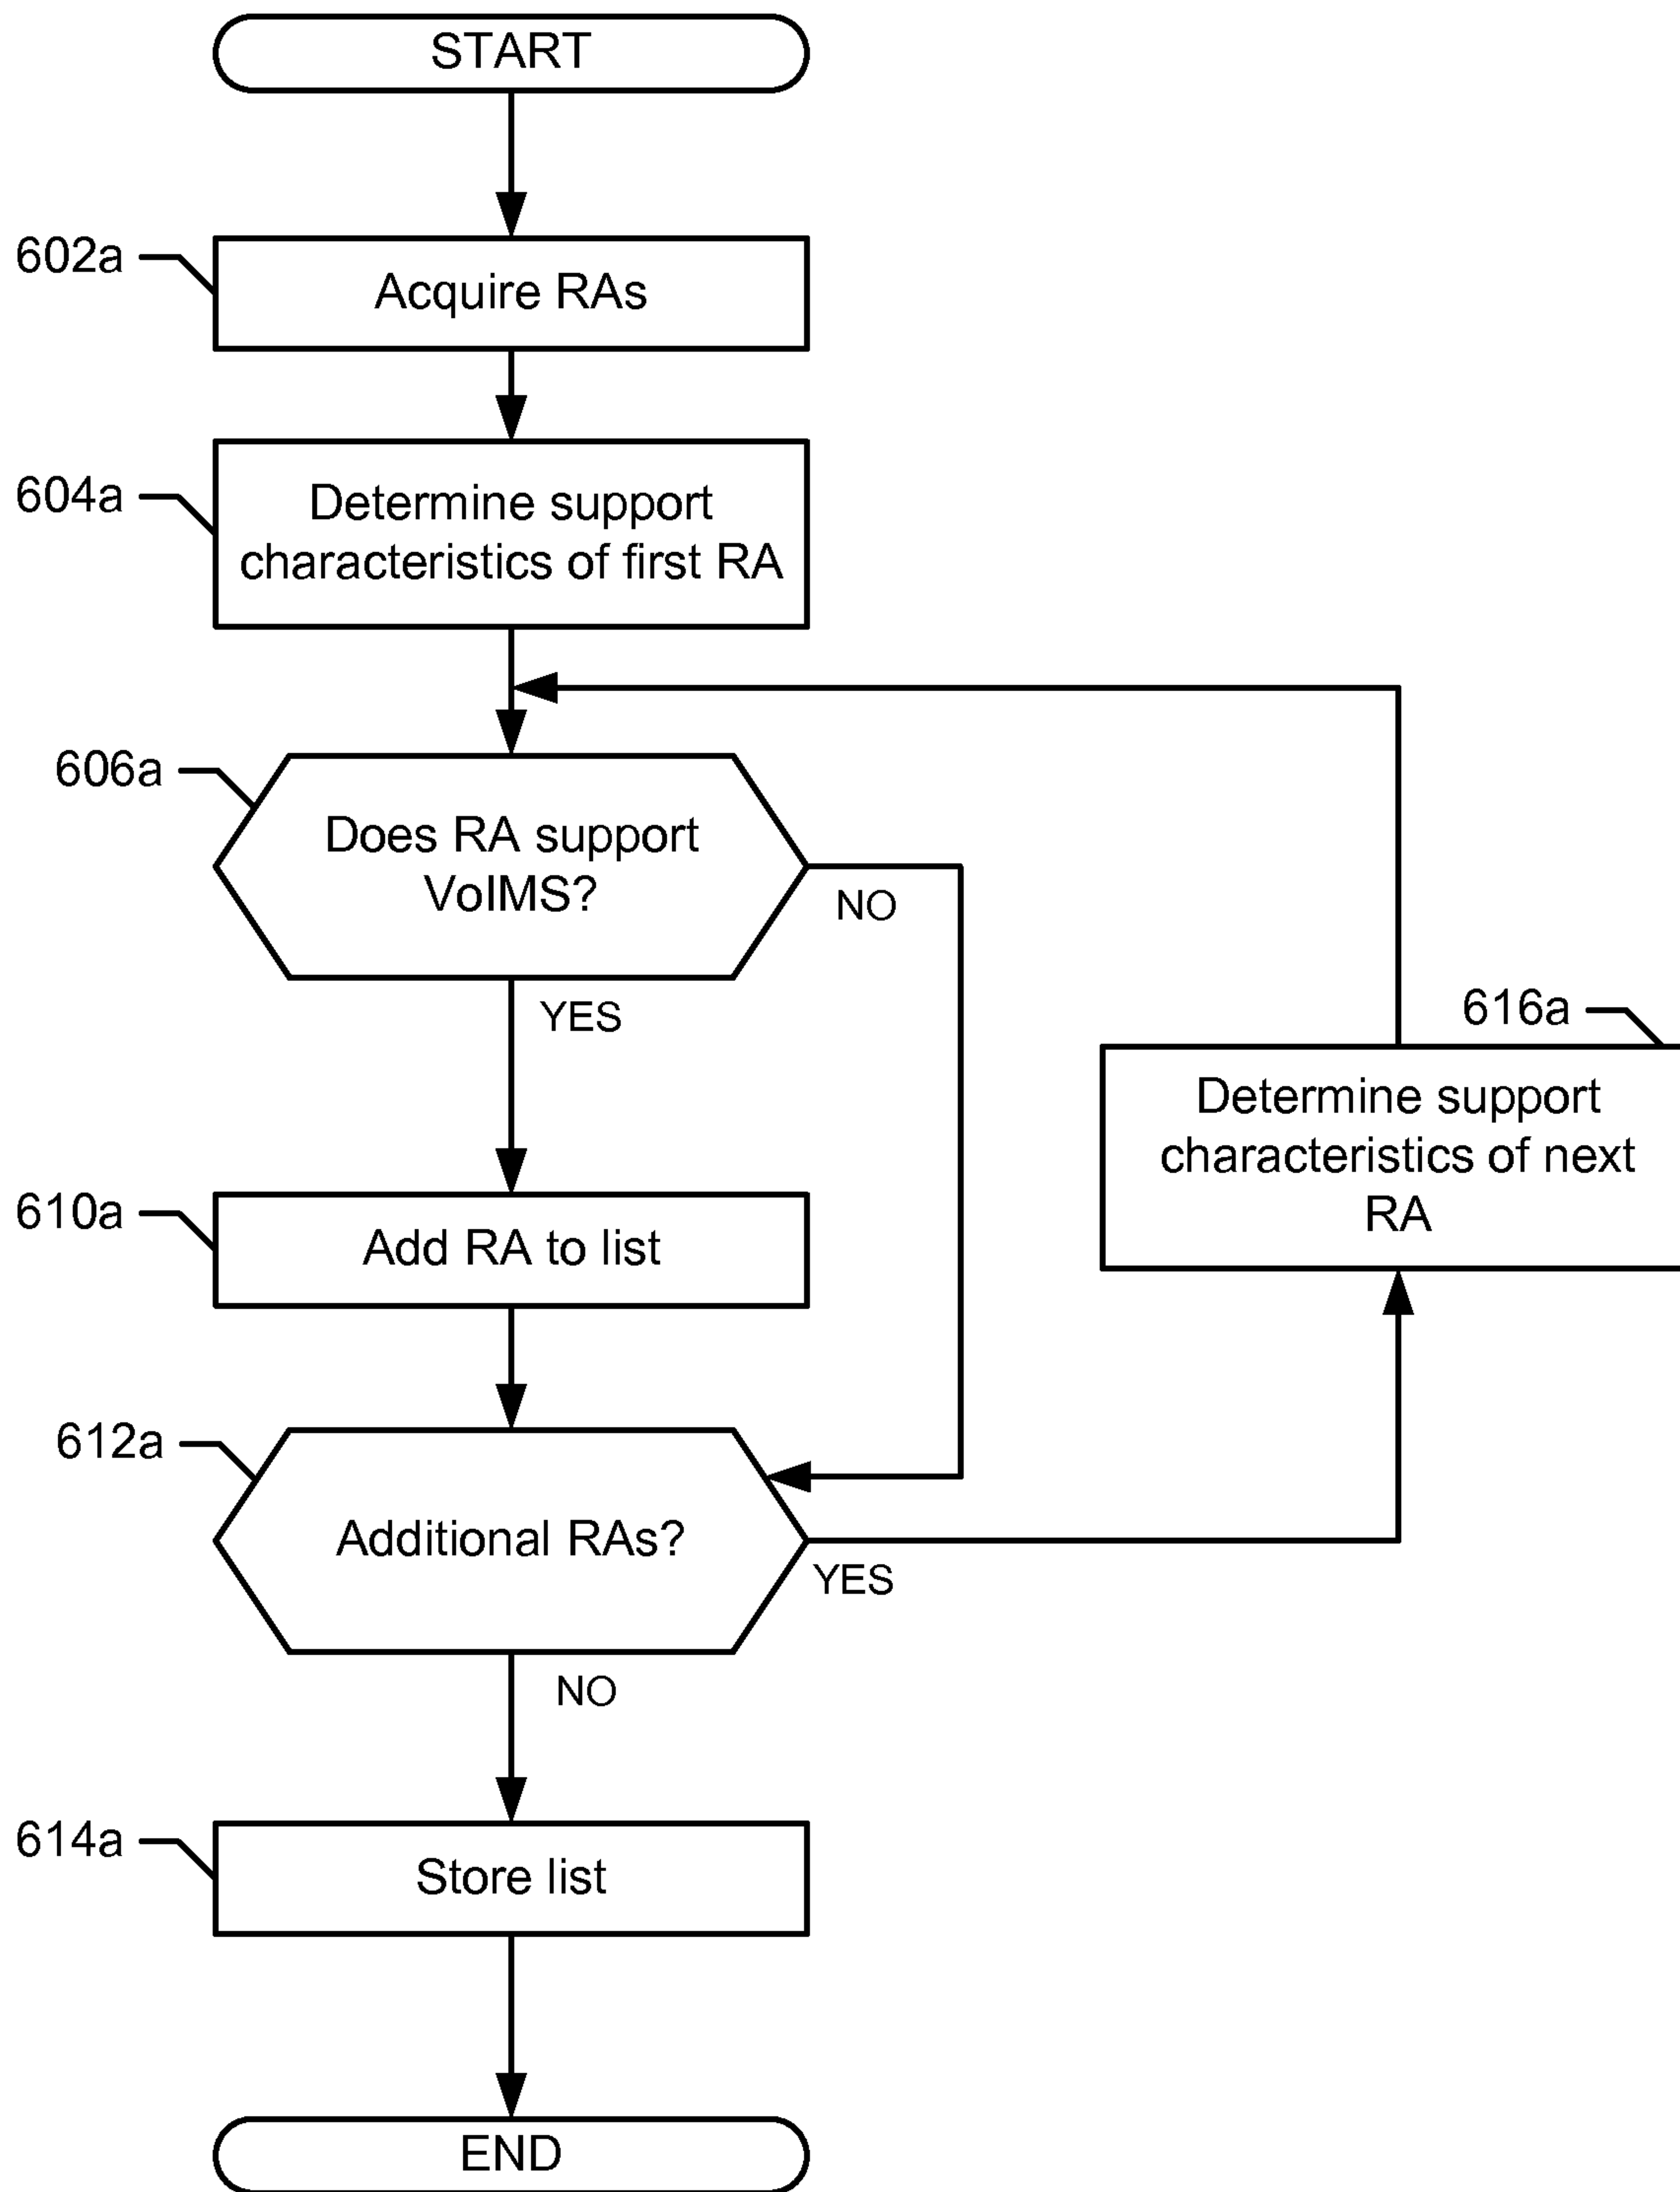 START
602a
Acquire RAs
604a
Determine support
characteristics of first RA
606a
Does RA support
VoIMS?
NO
YES
616a
Determine support
characteristics of next
RA
610a
Add RA to list
612a
Additional RAs?
YES
NO
614a
Store list
END